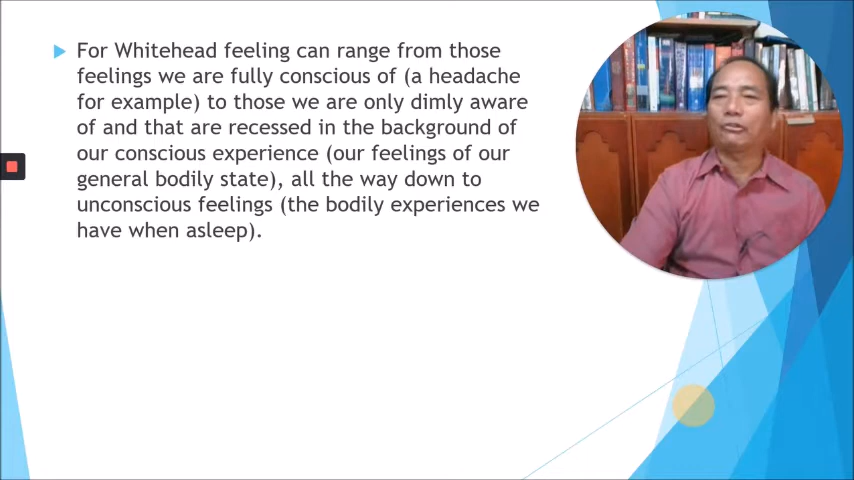 For Whitehead feeling can range from those
feelings we are fully conscious of (a headache
for example) to those we are only dimly aware
of and that are recessed in the background of
our conscious experience (our feelings of our
general bodily state), all the way down to
unconscious feelings (the bodily experiences we
have when asleep).